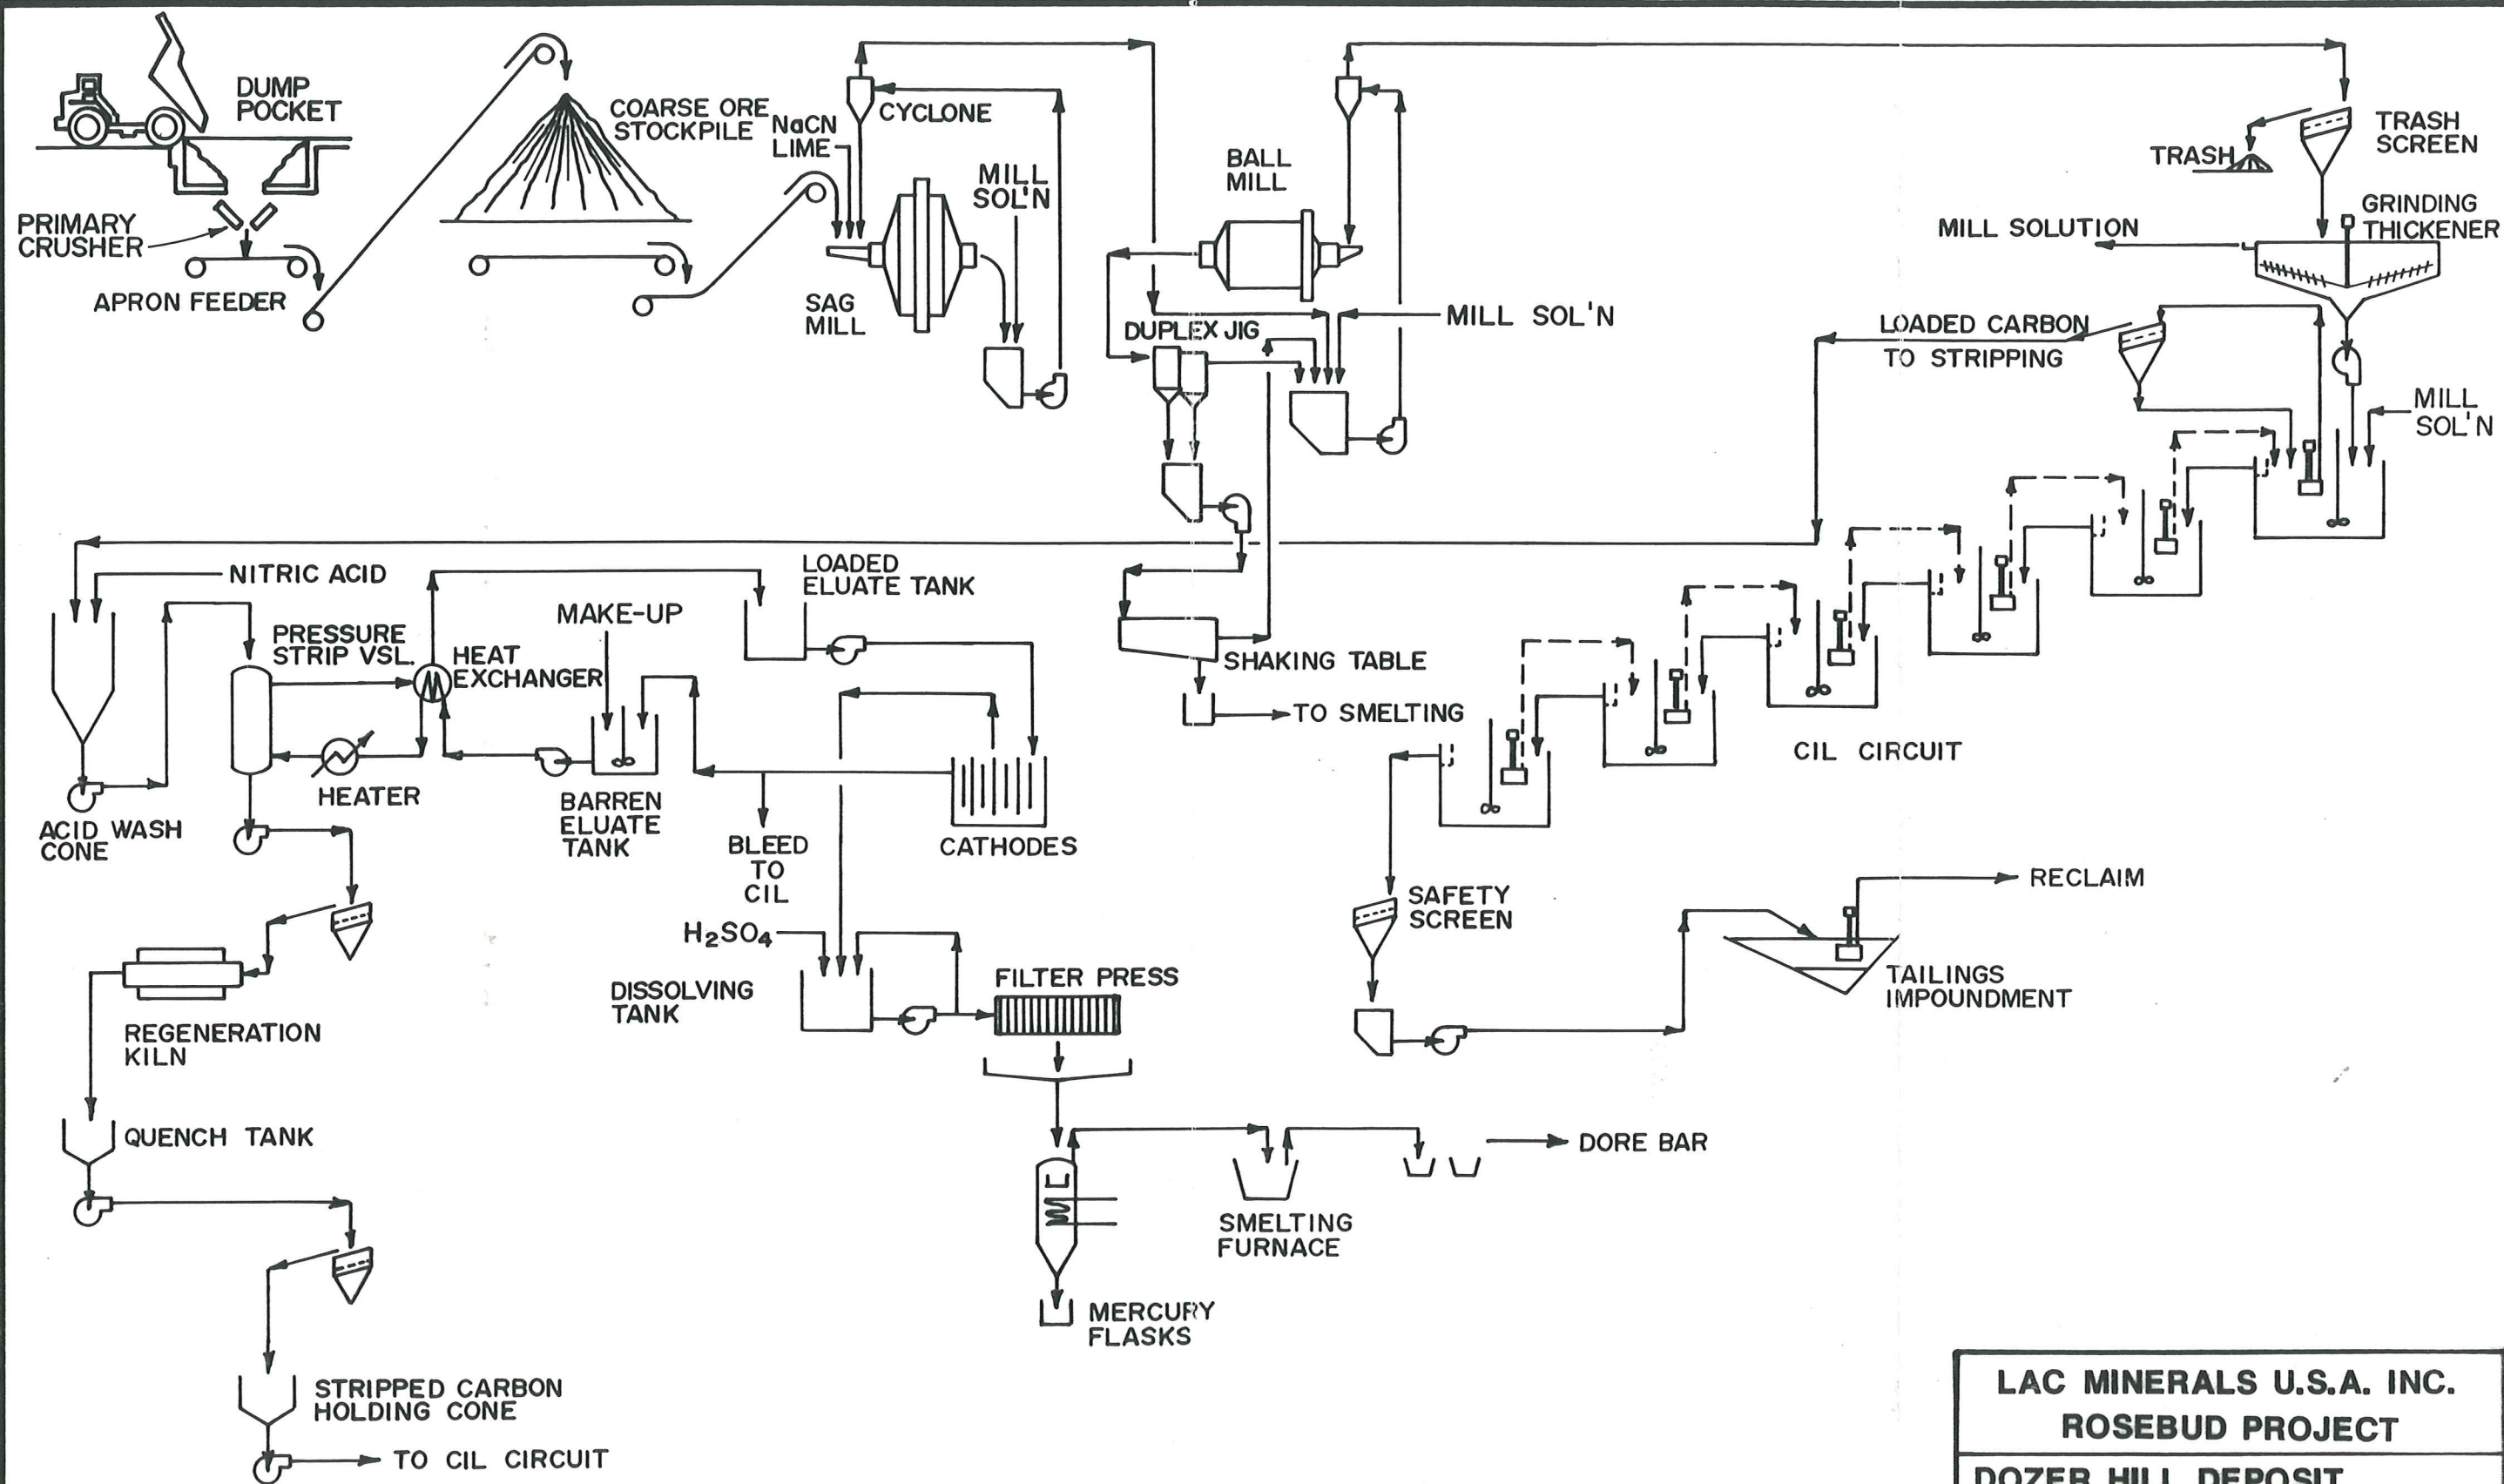 DUMP
POCKET
COARSE ORE
STOCKPILE
NaCN
LIME
CYCLONE
MILL
SOL'N
BALL
MILL
TRASH
SCREEN
TRASH
PRIMARY
CRUSHER
GRINDING
THICKENER
MILL SOLUTION
APRON FEEDER
SAG
MILL
DUPLEX JIG
MILL SOL'N
LOADED CARBON
TO STRIPPING
MILL
SOL'N
NITRIC ACID
LOADED
ELUATE TANK
MAKE-UP
PRESSURE
STRIP VSL.
HEAT
EXCHANGER
SHAKING TABLE
TO SMELTING
CIL CIRCUIT
HEATER
BARREN
ELUATE
TANK
ACID WASH
CONE
BLEED
TO
CIL
CATHODES
RECLAIM
SAFETY
SCREEN
H2SO4
DISSOLVING
TANK
FILTER PRESS
TAILINGS
IMPOUNDMENT
REGENERATION
KILN
QUENCH TANK
DORE BAR
SMELTING
FURNACE
MERCURY
FLASKS
STRIPPED CARBON
HOLDING CONE
TO CIL CIRCUIT
LAC MINERALS U.S.A. INC.
ROSEBUD PROJECT
DOZER HILL DEPOSIT